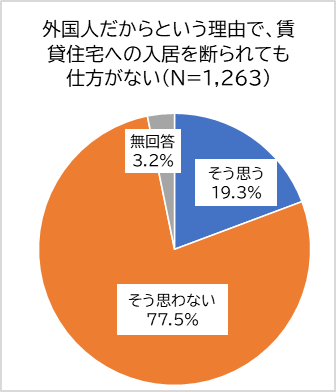 外国人だからという理由で、賃
貸住宅への入居を断られても
仕方がない(N=1,263)
無回答
3.2%
そう思う
19.3%
そう思わない
77.5%